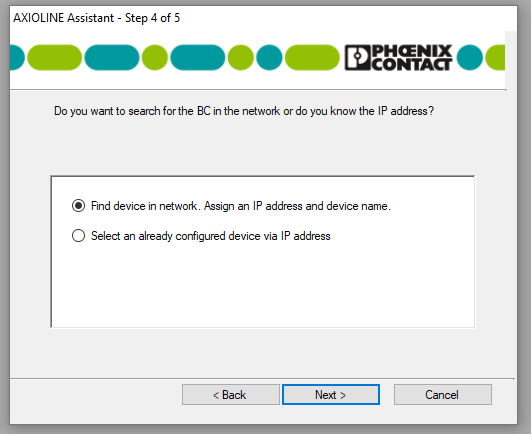 AXIOLINE Assistant - Step 4 of 5
PHŒNIX
CONTACT
Do you want to search for the BC in the network or do you know the IP address?
Find device in network. Assign an IP address and device name.
Select an already configured device via IP address
< Back
Next >
Cancel